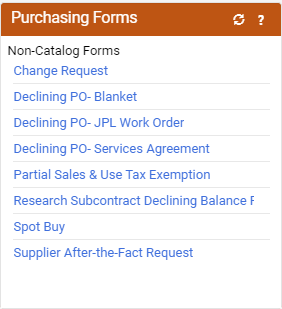 Purchasing Forms ?
Non-Catalog Forms
Change Request
Declining PO- Blanket
Declining PO- JPL Work Order
Declining PO- Services Agreement
Partial Sales & Use Tax Exemption
Research Subcontract Declining Balance F
Spot Buy
Supplier After-the-Fact Request